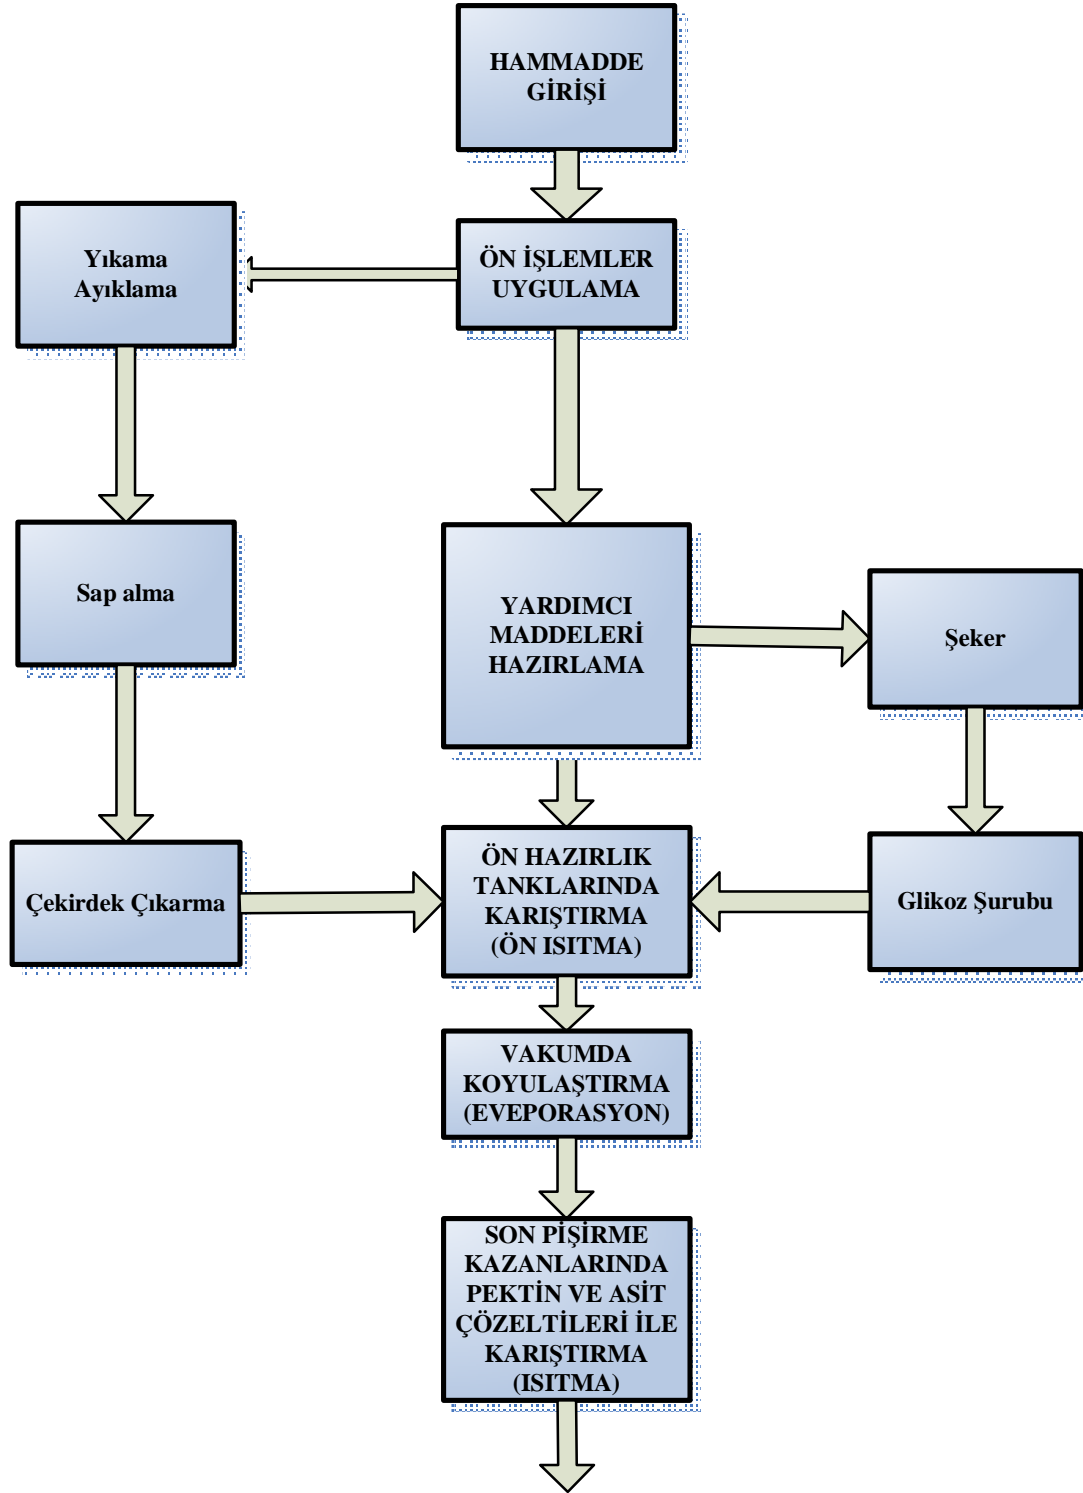 HAMMADDE
GİRİŞİ
Yıkama
Ayıklama
ÖN İŞLEMLER
UYGULAMA
Sap alma
YARDIMCI
MADDELERİ
HAZIRLAMA
Şeker
Çekirdek Çıkarma
ÖN HAZIRLIK
TANKLARINDA
KARIŞTIRMA
(ÖN ISITMA)
Glikoz Şurubu
VAKUMDA
KOYULAŞTIRMA
(EVEPORASYON)
SON PİŞİRME
KAZANLARINDA
PEKTİN VE ASİT
ÇÖZELTİLERİ İLE
KARIŞTIRMA
(ISITMA)